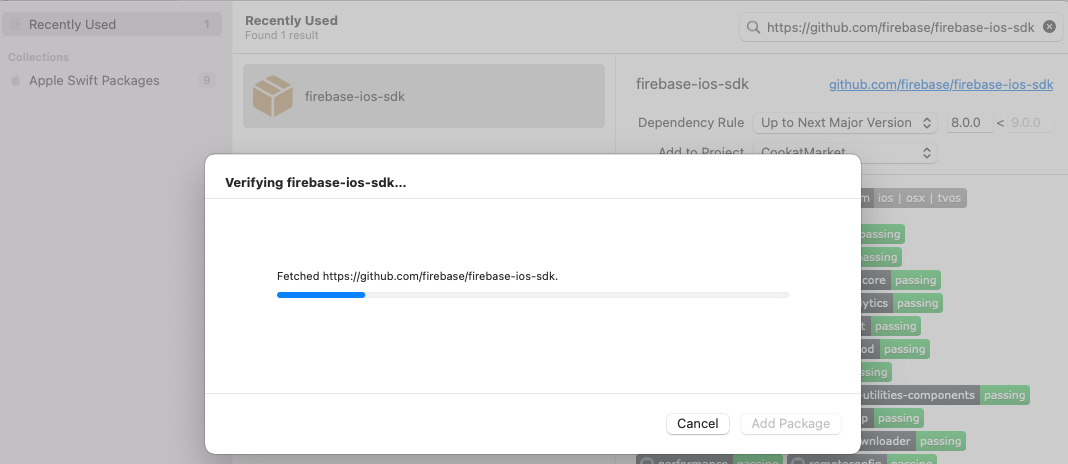 Recently Used 1
Collections
Apple Swift Packages 9
Recently Used
Found 1 result
https://github.com/firebase/firebase-ios-sdk
firebase-ios-sdk
firebase-ios-sdk github.com/firebase/firebase-ios-sdk
Dependency Rule Up to Next Major Version 8.0.0 < 9.0.0
Add to Project CookatMarket
Verifying firebase-ios-sdk...
Fetched https://github.com/firebase/firebase-ios-sdk.
Cancel Add Package
ios | osx | tvos
passing
passing
core passing
passing
passing
passing
utilities-components passing
passing
passing
performance passing remoteconfig passing